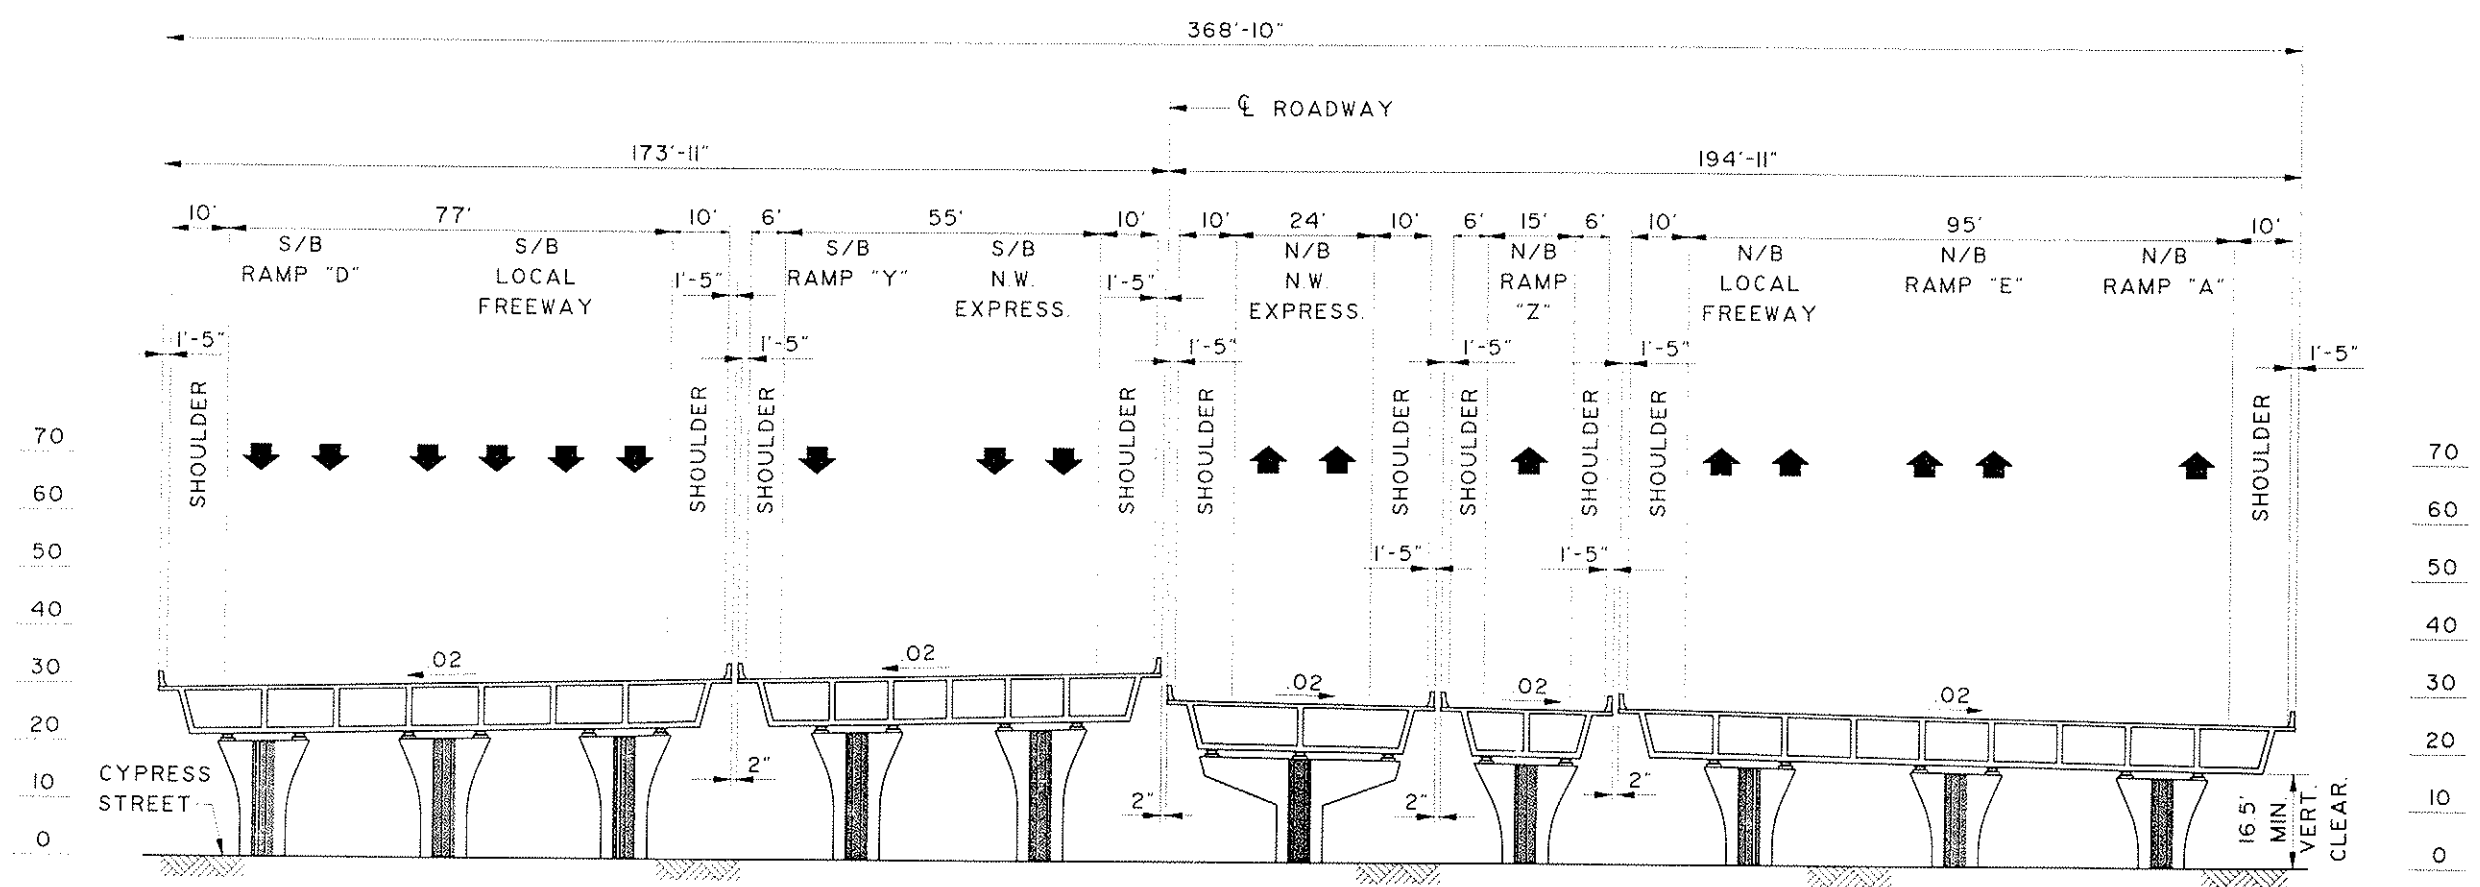 368'-10"
℄ ROADWAY
173'-11"
194'-11"
10'
77'
10'
6'
55'
10'
10'
24'
10'
6'
15'
6'
10'
95'
10'
S/B
RAMP "D"
S/B
LOCAL
FREEWAY
S/B
RAMP "Y"
S/B
N.W.
EXPRESS.
N/B
N.W.
EXPRESS.
N/B
RAMP
"Z"
N/B
LOCAL
FREEWAY
N/B
RAMP "E"
N/B
RAMP "A"
1'-5"
1'-5"
1'-5"
1'-5"
1'-5"
1'-5"
1'-5"
1'-5"
1'-5"
1'-5"
SHOULDER
SHOULDER
SHOULDER
SHOULDER
SHOULDER
SHOULDER
SHOULDER
SHOULDER
SHOULDER
SHOULDER
70
60
50
40
30
20
10
0
.02
.02
.02
.02
.02
CYPRESS
STREET
2"
2"
2"
2"
16.5'
MIN.
VERT.
CLEAR.
70
60
50
40
30
20
10
0